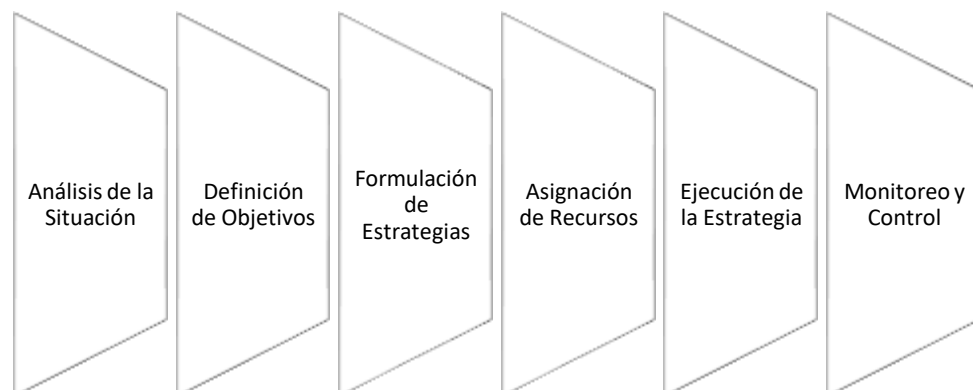 Análisis de la
Situación
Definición
de Objetivos
Formulación
de
Estrategias
Asignación
de Recursos
Ejecución de
la Estrategia
Monitoreo y
Control